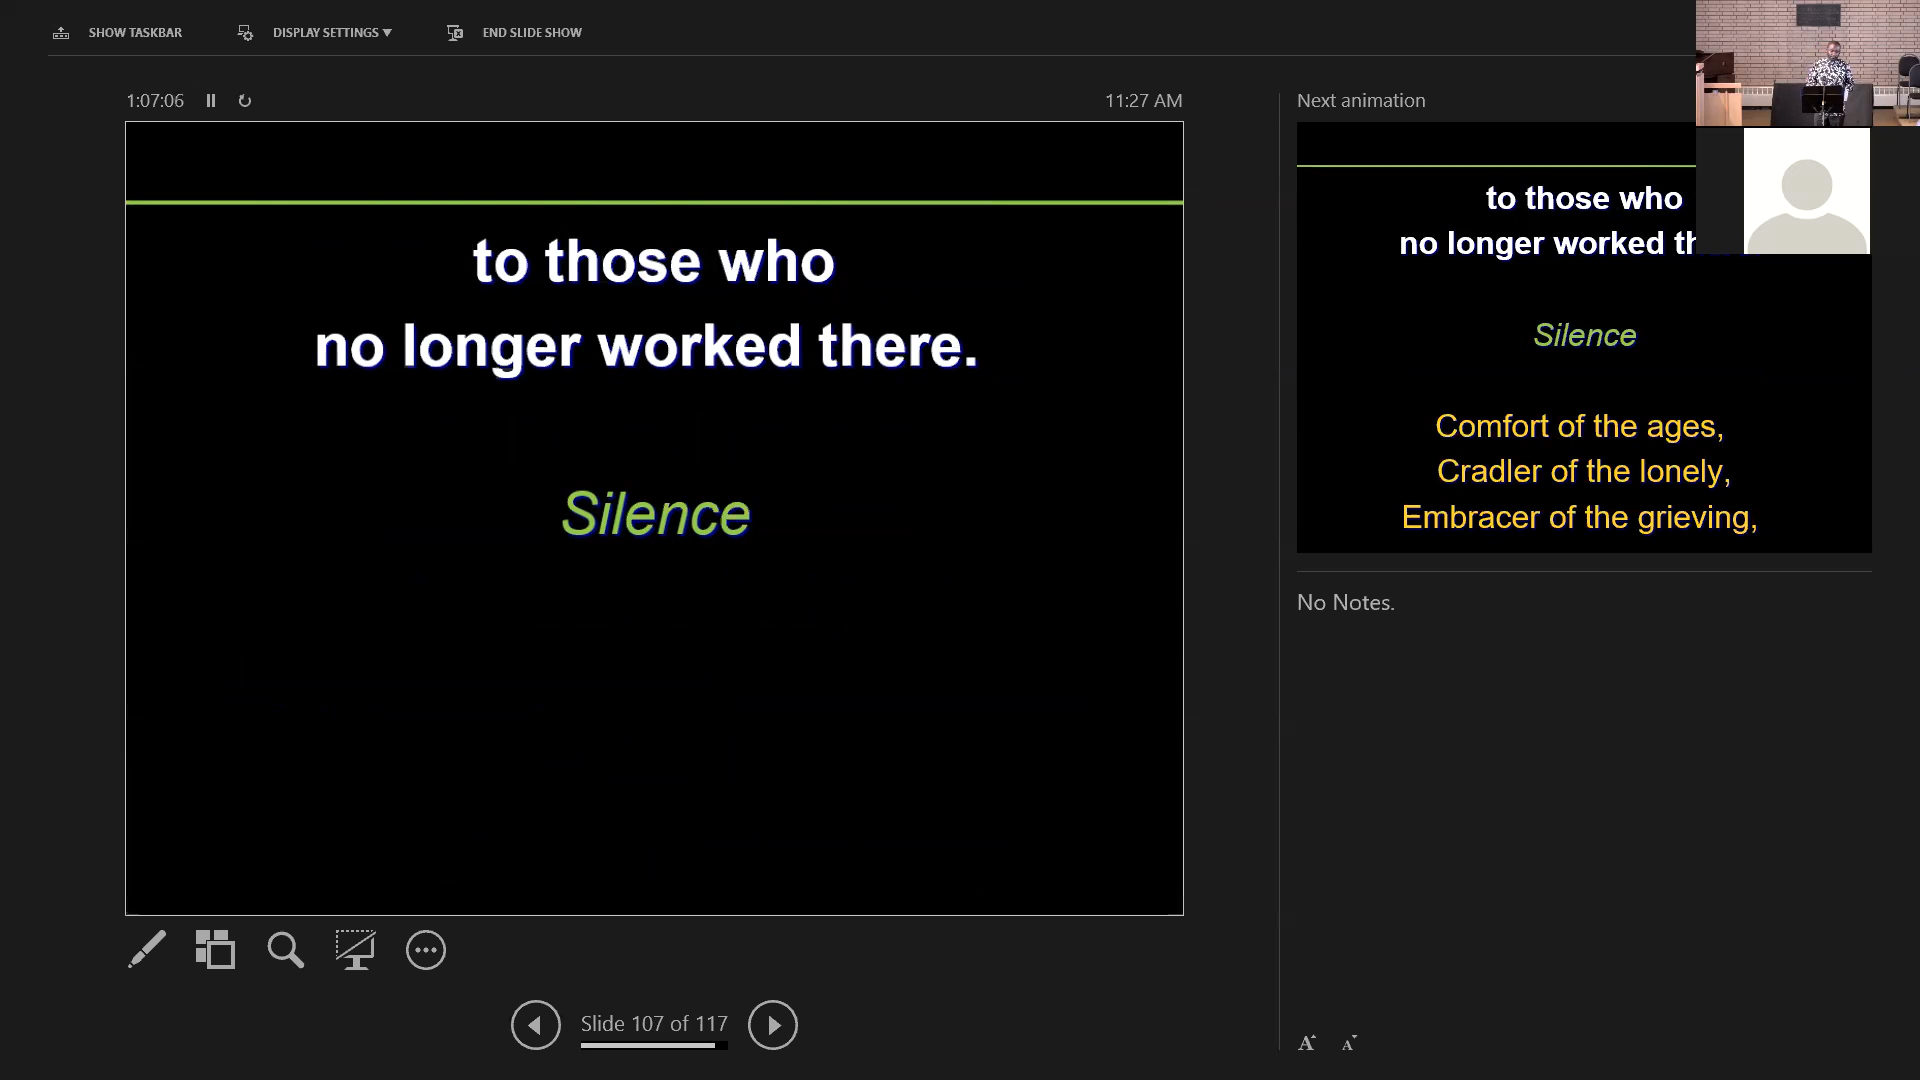 SHOW TASKBAR
DISPLAY SETTINGS ▼
END SLIDE SHOW
1:07:06
11:27 AM
to those who
no longer worked there.
Silence
Slide 107 of 117
Next animation
to those who
no longer worked
Silence
Comfort of the ages,
Cradler of the lonely,
Embracer of the grieving,
No Notes.
A A